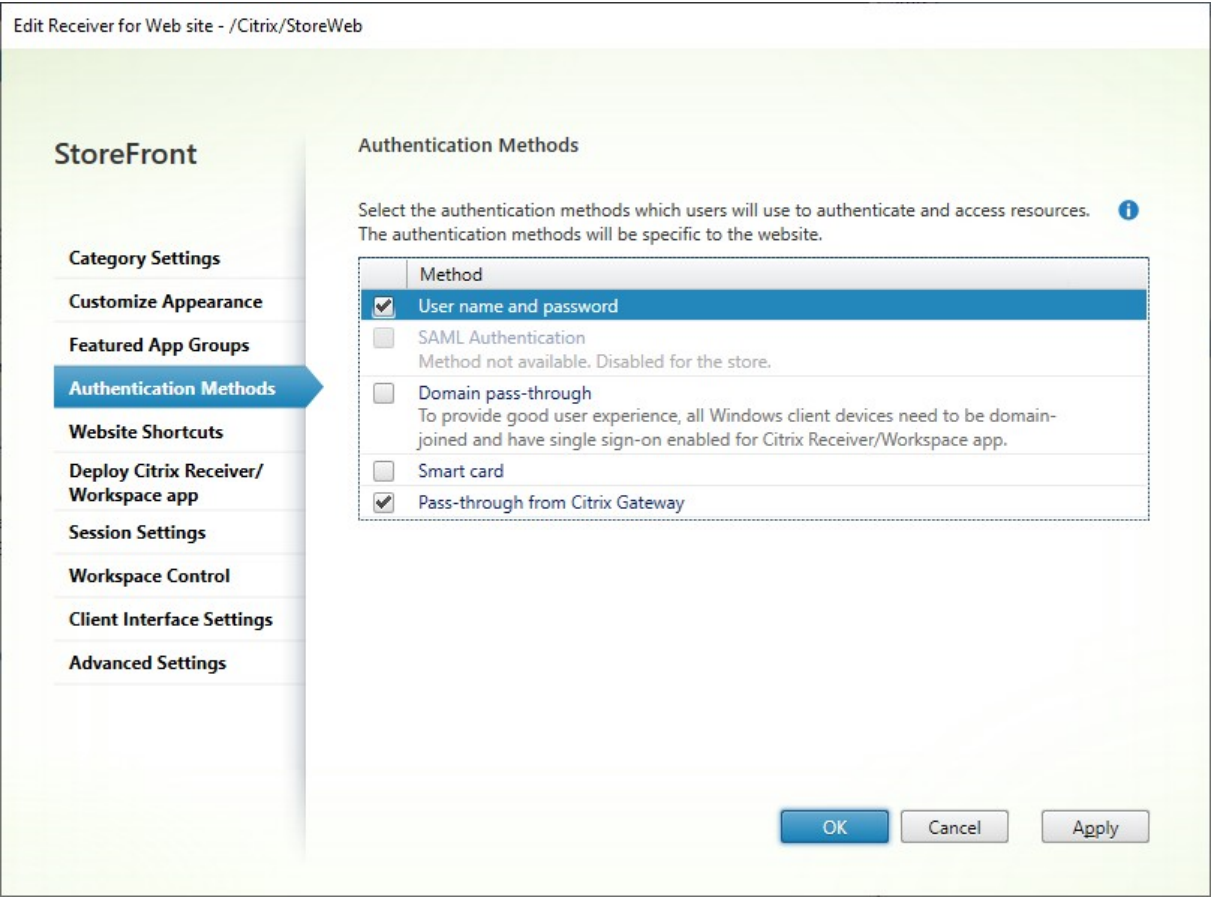 Edit Receiver for Web site - /Citrix/StoreWeb
StoreFront
Category Settings
Customize Appearance
Featured App Groups
Authentication Methods
Website Shortcuts
Deploy Citrix Receiver/
Workspace app
Session Settings
Workspace Control
Client Interface Settings
Advanced Settings
Authentication Methods
Select the authentication methods which users will use to authenticate and access resources.
The authentication methods will be specific to the website.
Method
User name and password
SAML Authentication
Method not available. Disabled for the store.
Domain pass-through
To provide good user experience, all Windows client devices need to be domain-
joined and have single sign-on enabled for Citrix Receiver/Workspace app.
Smart card
Pass-through from Citrix Gateway
OK
Cancel
Apply